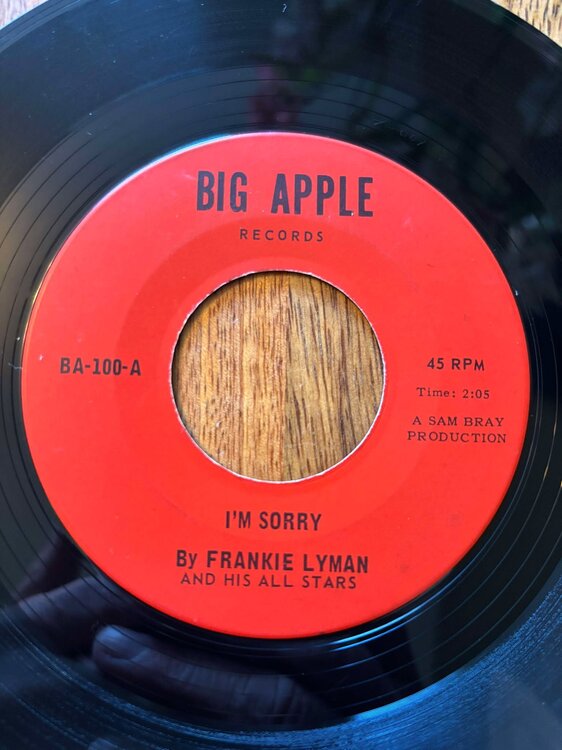 BIG APPLE
RECORDS
BA-100-A
45 RPM
Time: 2:05
A SAM BRAY
PRODUCTION
I'M SORRY
By FRANKIE LYMAN
AND HIS ALL STARS